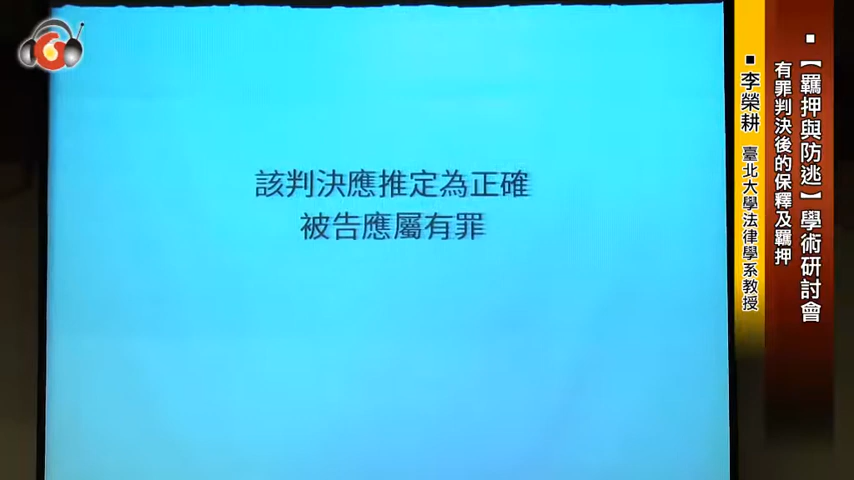 該判決應推定為正確
被告應屬有罪
■【羈押與防逃】學術研討會
有罪判決後的保釋及羈押
■ 李榮耕 臺北大學法律學系教授